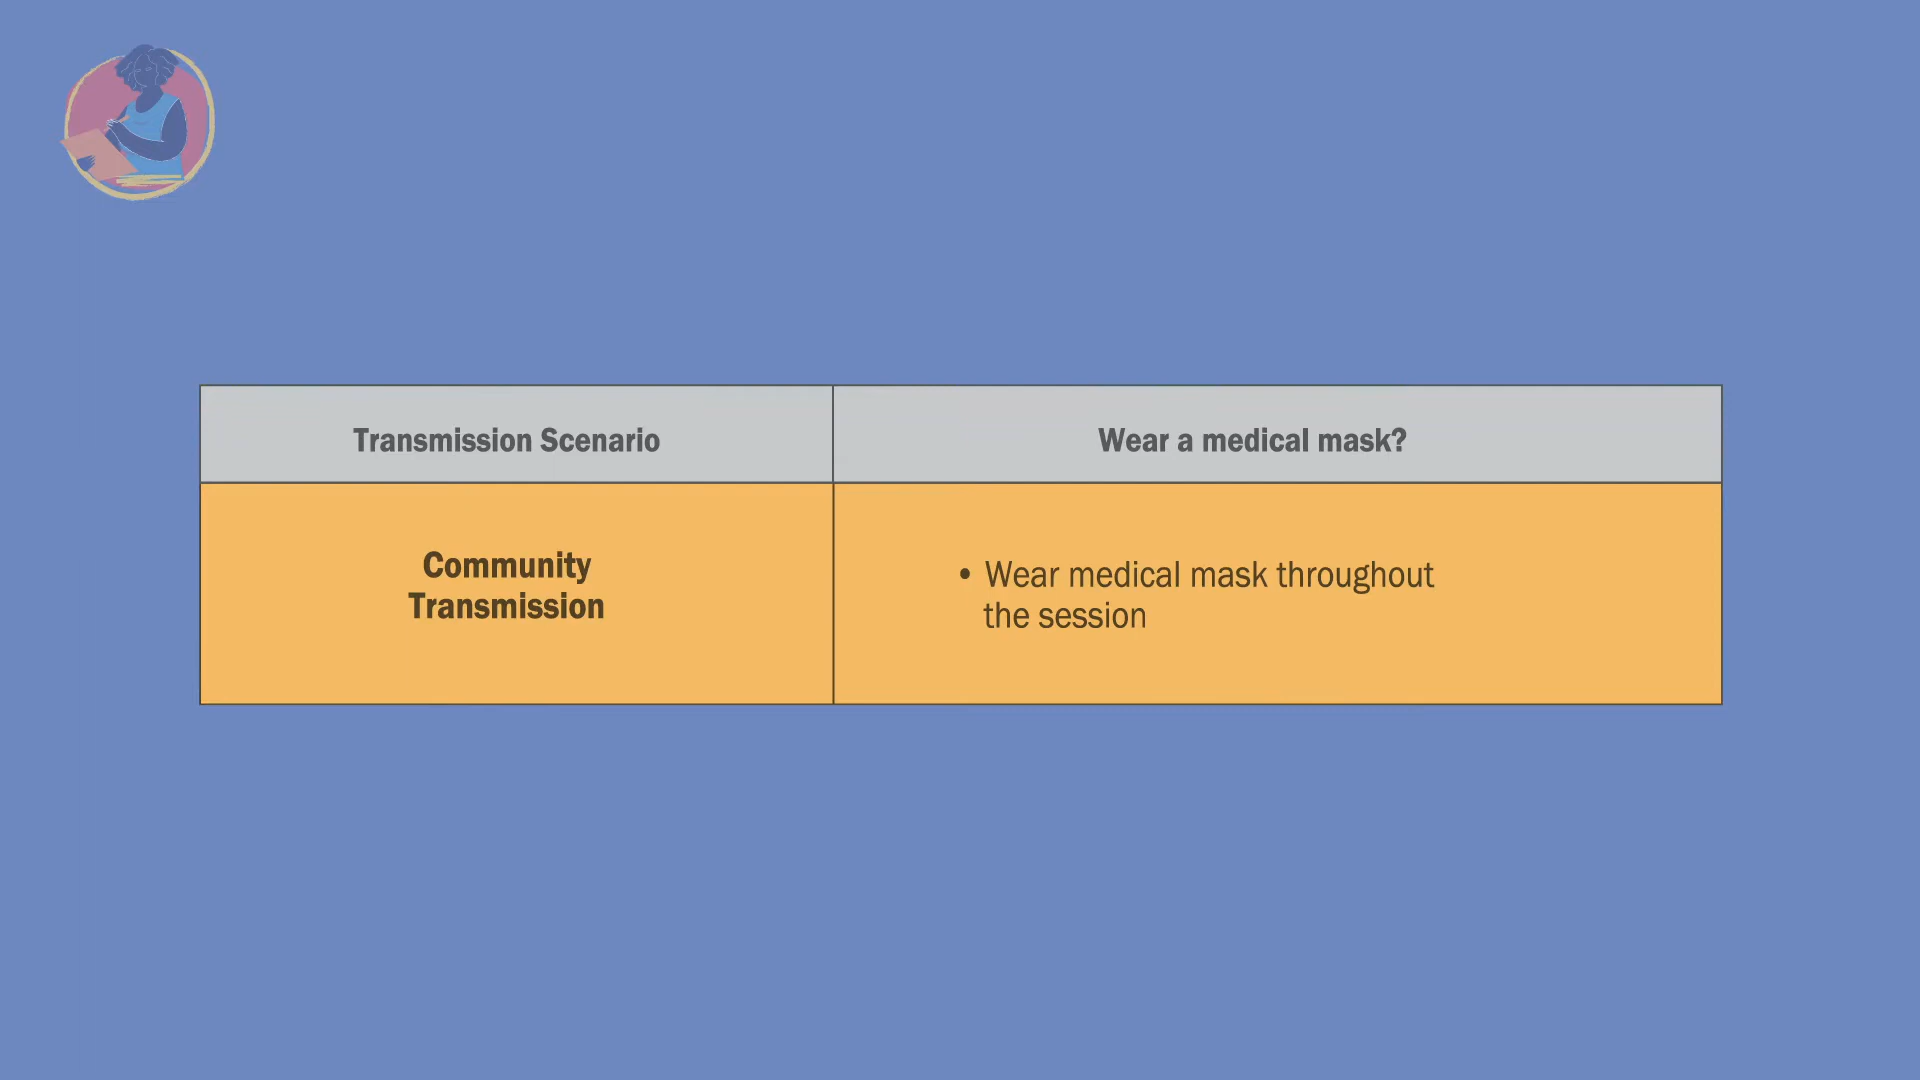 Transmission Scenario
Wear a medical mask?
Community
Transmission
• Wear medical mask throughout
the session